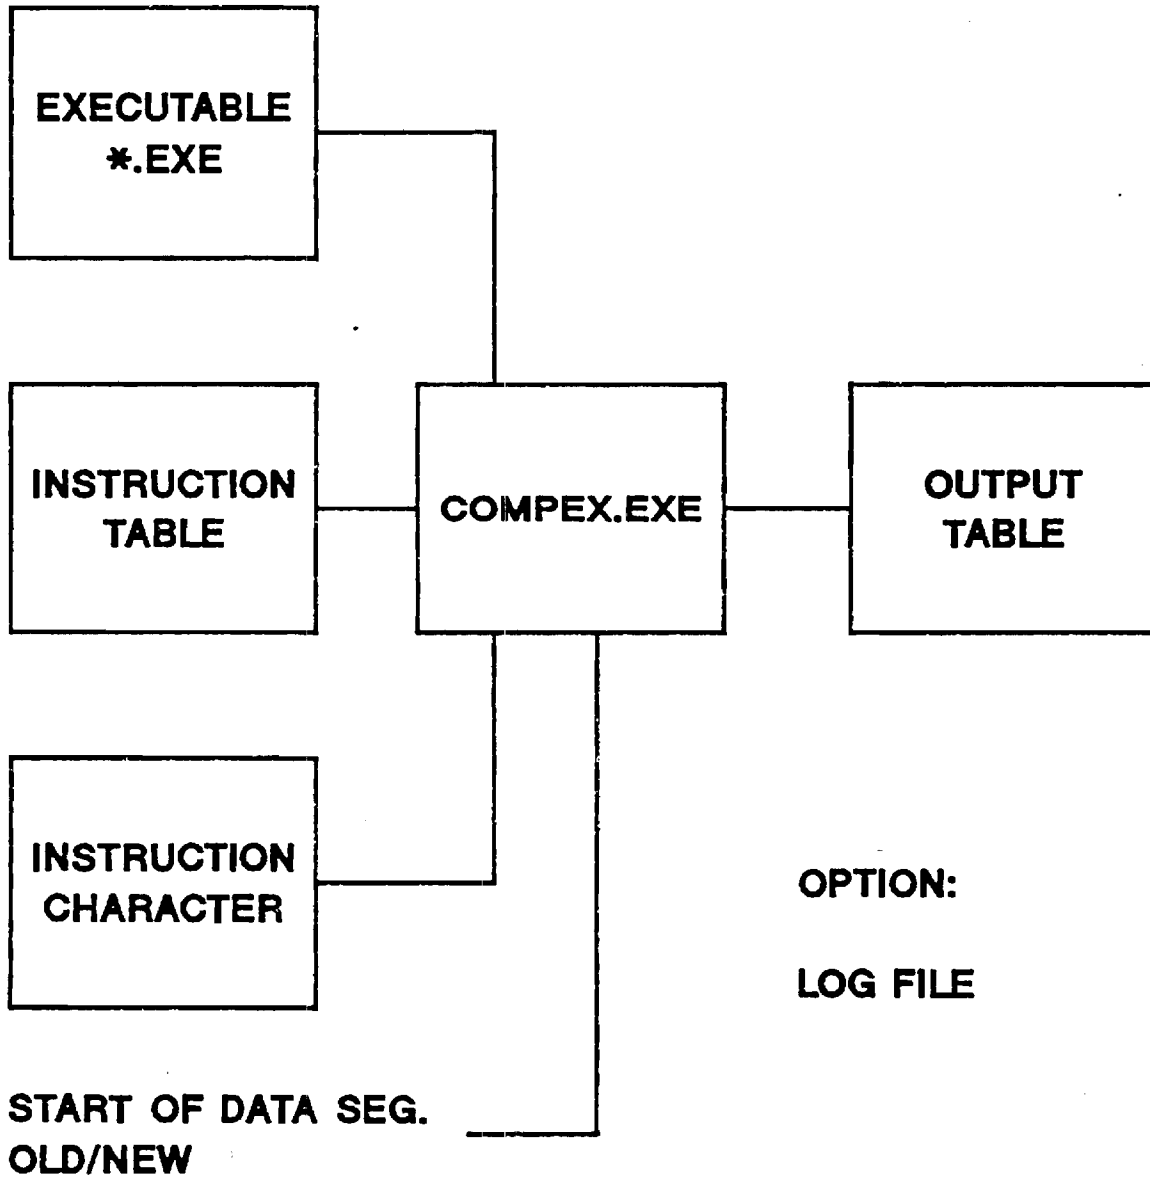 EXECUTABLE
*.EXE
INSTRUCTION
TABLE
COMPEX.EXE
OUTPUT
TABLE
INSTRUCTION
CHARACTER
OPTION:
LOG FILE
START OF DATA SEG.
OLD/NEW